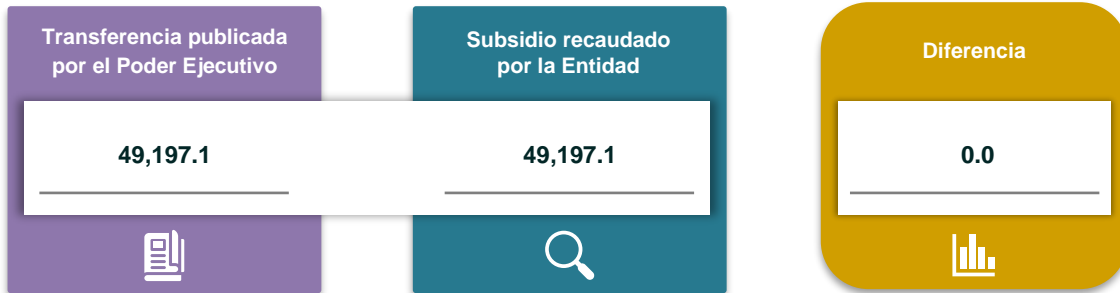 Transferencia publicada
por el Poder Ejecutivo
49,197.1
Subsidio recaudado
por la Entidad
49,197.1
Diferencia
0.0